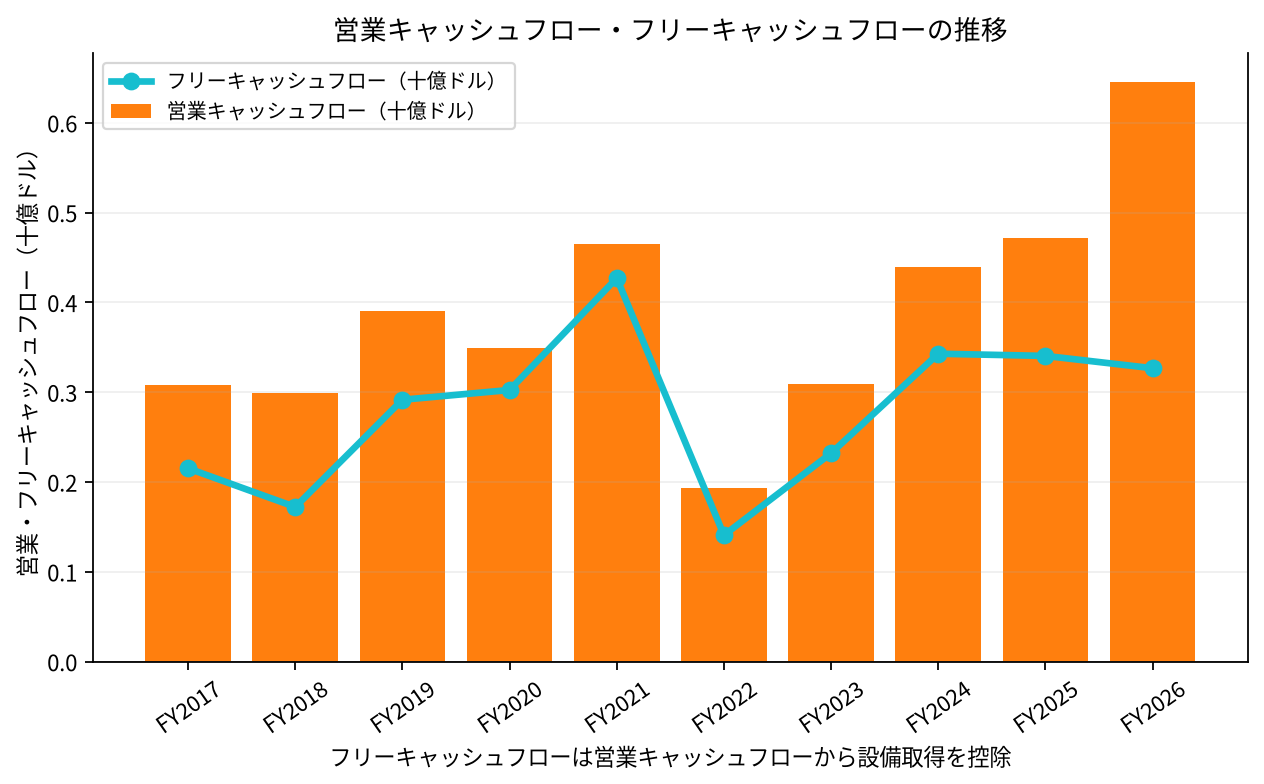 営業キャッシュフロー・フリーキャッシュフローの推移
フリーキャッシュフロー（十億ドル）
営業キャッシュフロー（十億ドル）
営業・フリーキャッシュフロー（十億ドル）
0.6
0.5
0.4
0.3
0.2
0.1
0.0
FY2017
FY2018
FY2019
FY2020
FY2021
FY2022
FY2023
FY2024
FY2025
FY2026
フリーキャッシュフローは営業キャッシュフローから設備取得を控除